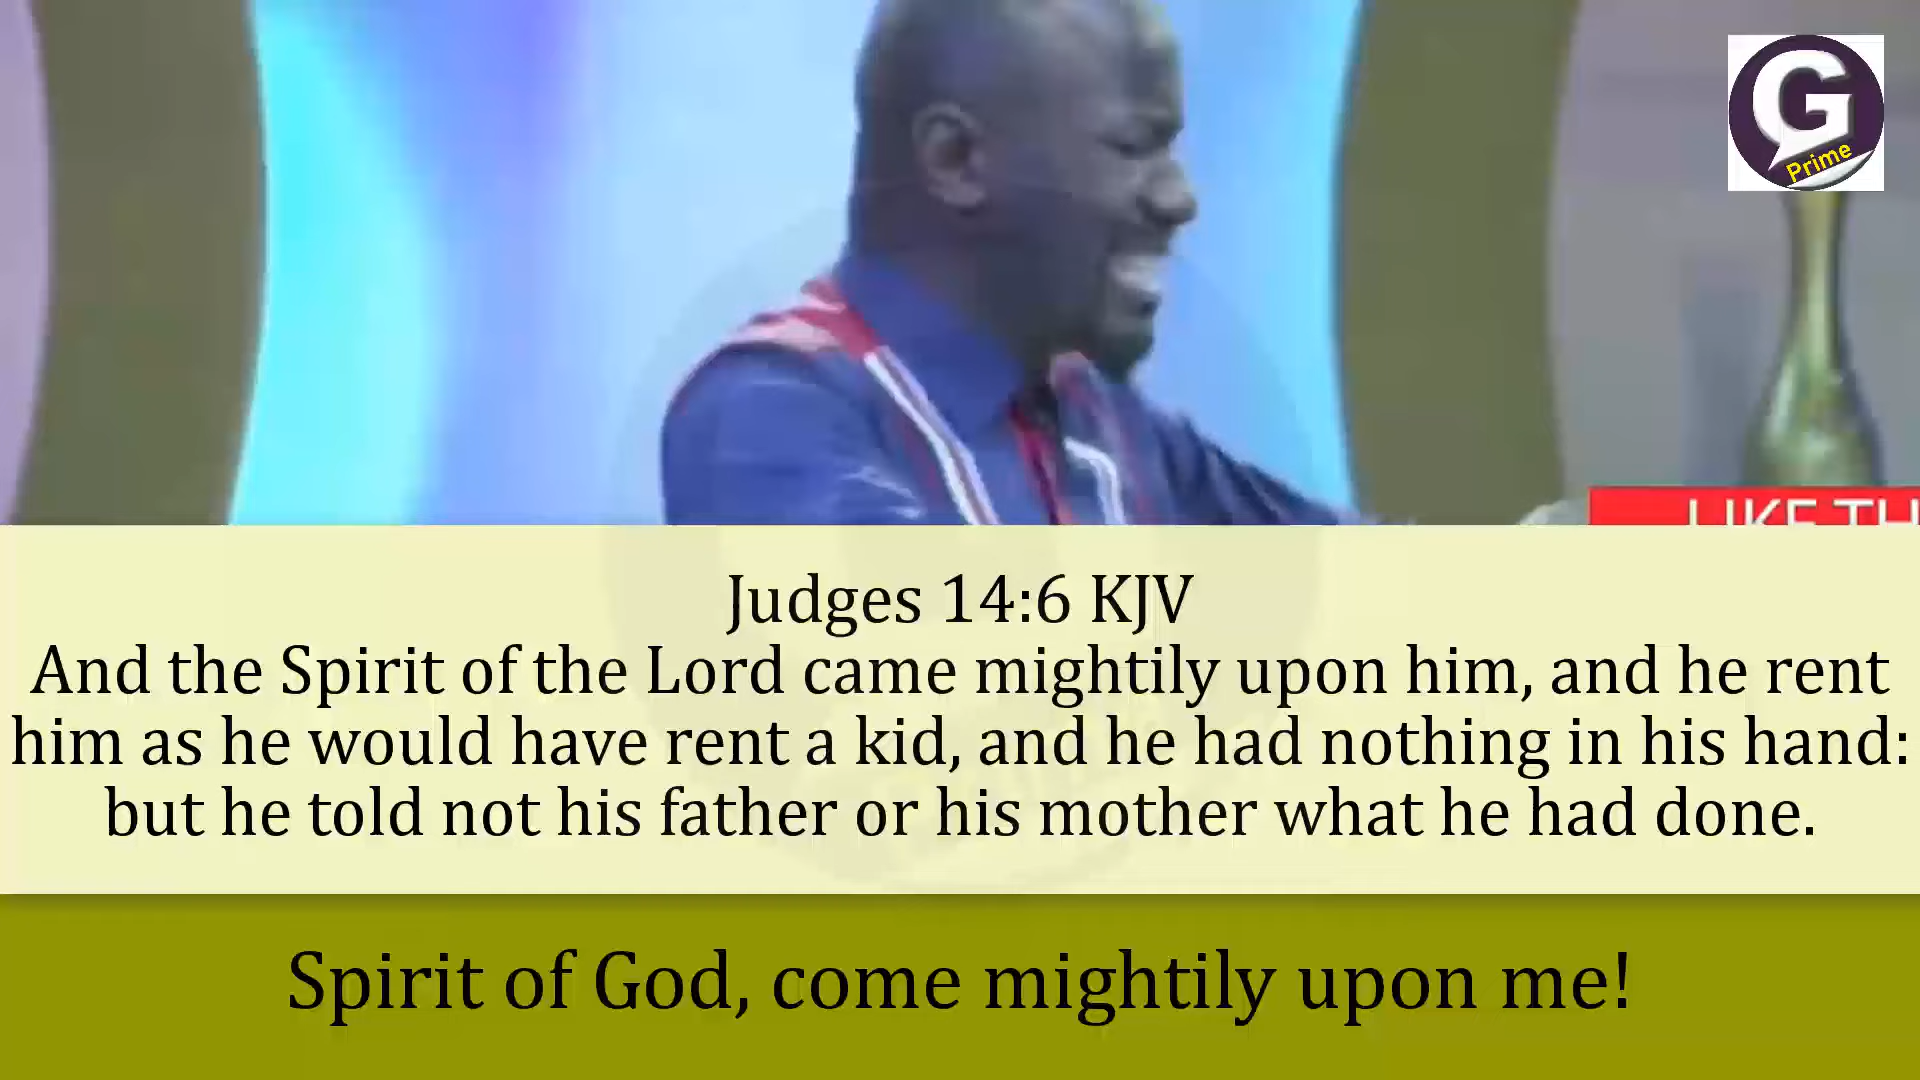 G
Prime
LIKE TH
Judges 14:6 KJV
And the Spirit of the Lord came mightily upon him, and he rent
him as he would have rent a kid, and he had nothing in his hand:
but he told not his father or his mother what he had done.
Spirit of God, come mightily upon me!